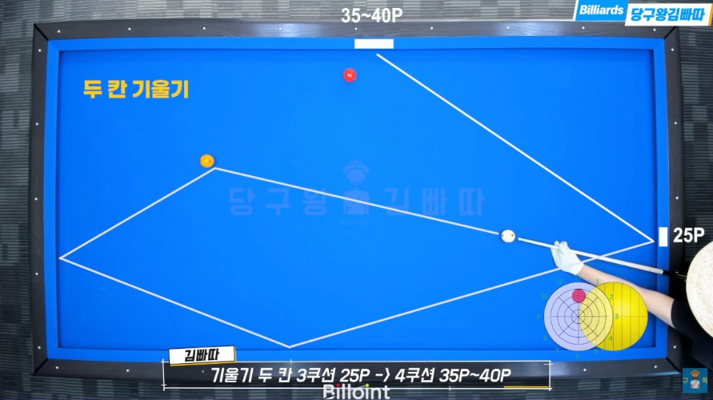 35~40P
Billiards
당구왕김빠따
두 칸 기울기
당구왕 김빠따
25P
김빠따
기울기 두 칸 3쿠션 25P -> 4쿠션 35P~40P
Billoint